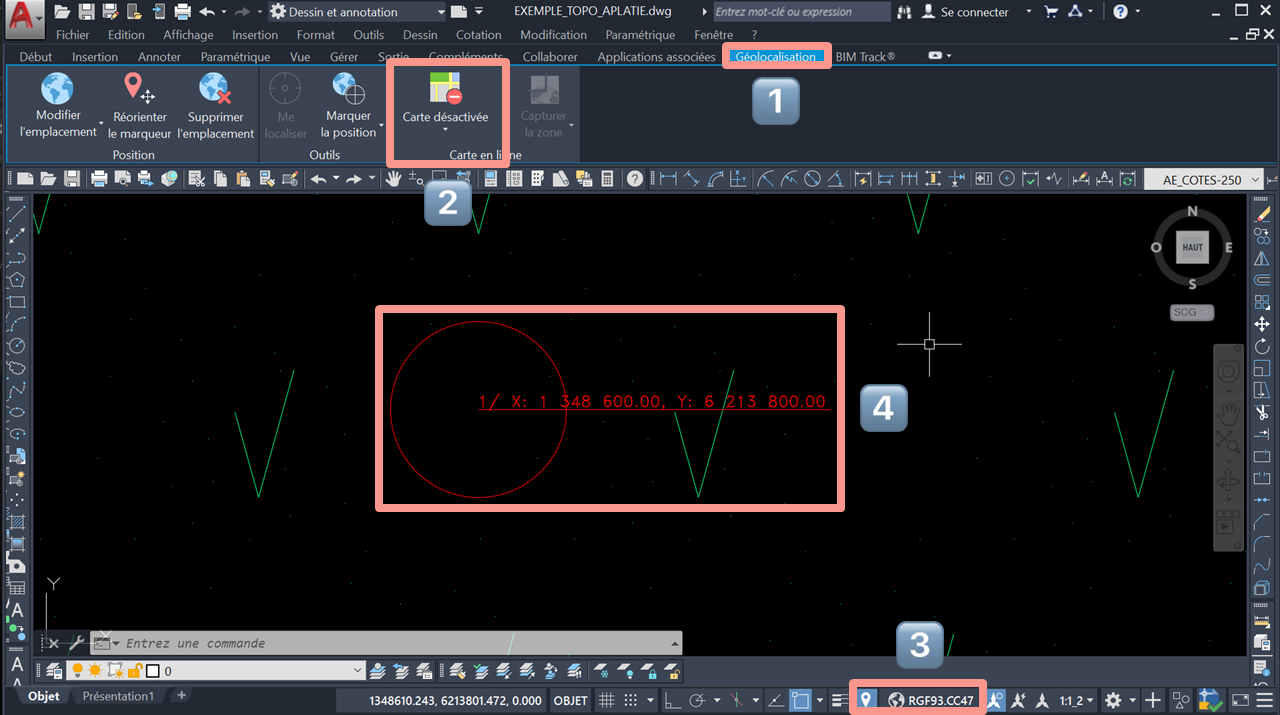 A Dessin et annotation EXEMPLE_TOPO_APLATIE.dwg Entrez mot-clé ou expression Se connecter ?
Fichier Edition Affichage Insertion Format Outils Dessin Cotation Modification Paramétrique Fenêtre ?
Début Insertion Annoter Paramétrique Vue Gérer Sortie Compléments Collaborer Applications associées Géolocalisation BIM Track®
Modifier l'emplacement
Réorienter le marqueur
Supprimer l'emplacement
Me localiser
Marquer la position
Carte désactivée
Capturer la zone
1
Position Outils Carte en ligne
AE_COTES-250
2
N
O HAUT E
S
SCG
1/ X: 1 348 600.00, Y: 6 213 800.00
4
Y
X
Entrez une commande
3
0
Objet Présentation1 +
1348610.243, 6213801.472, 0.000 OBJET RGF93.CC47 1:1_2